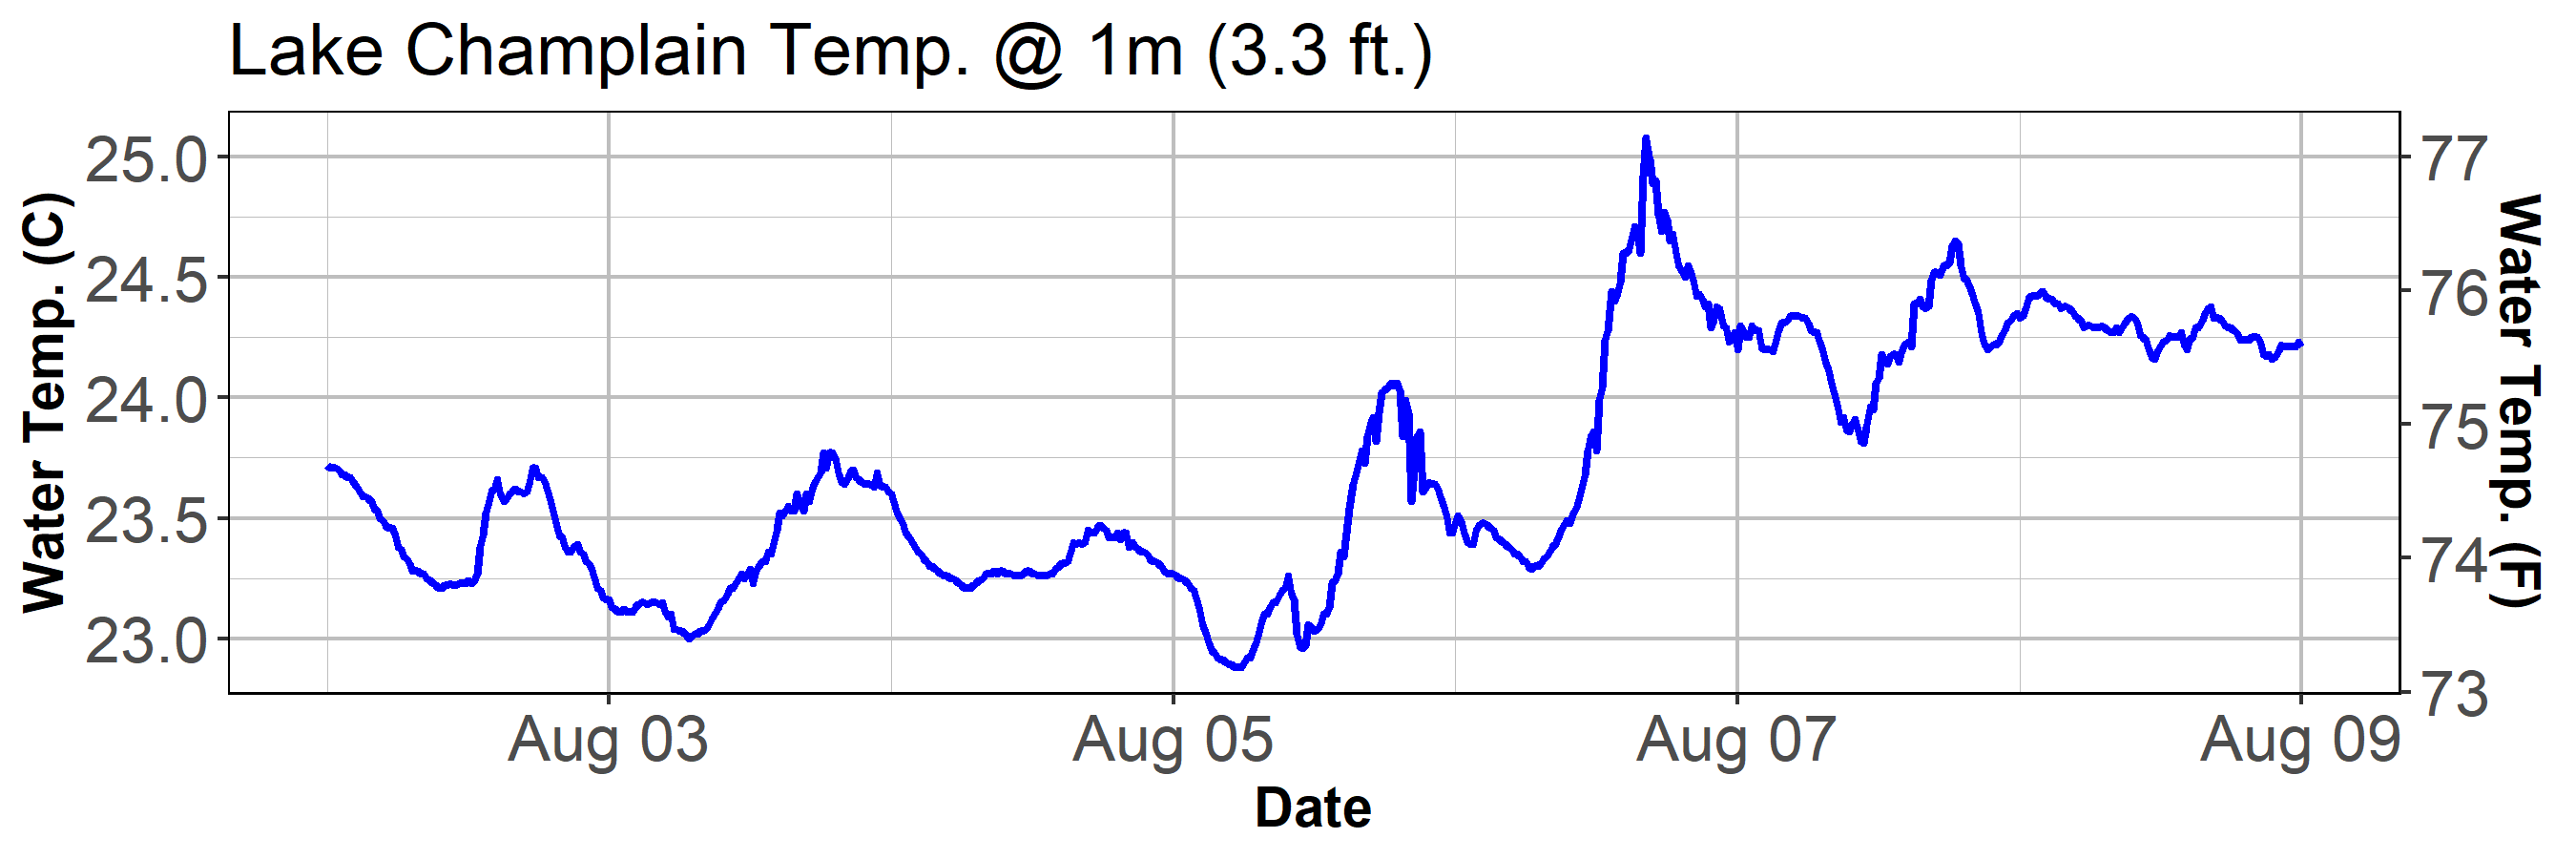 Lake Champlain Temp. @ 1m (3.3 ft.)
Water Temp. (C)
25.0
24.5
24.0
23.5
23.0
77
76
75
74
73
Water Temp. (F)
Aug 03 Aug 05 Aug 07 Aug 09
Date